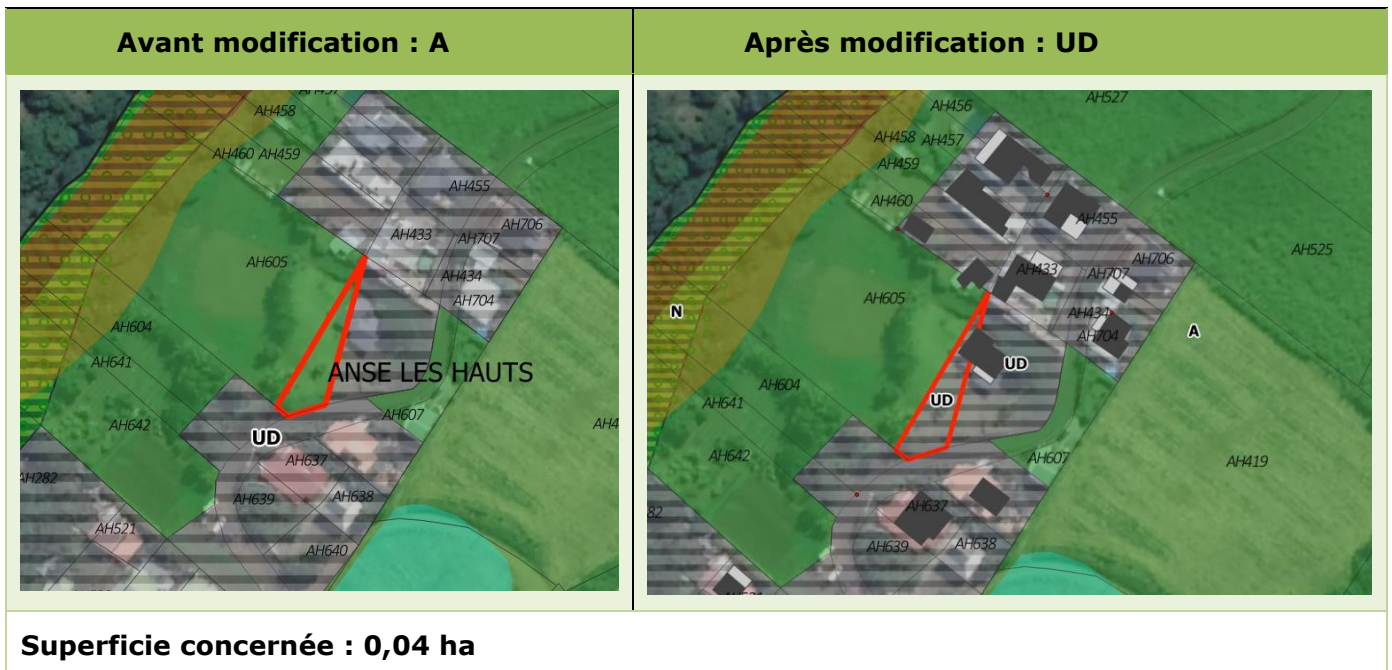 Avant modification : A
Après modification : UD
AH458
AH460 AH459
AH455
AH706
AH433
AH707
AH605
AH434
AH704
AH604
AH641
ANSE LES HAUTS
AH607
AH642
UD
AH637
AH282
AH639
AH638
AH521
AH640
AH527
AH456
AH458 AH457
AH459
AH460
AH455
AH706
AH525
AH433
AH707
AH605
N
AH434
A
AH704
UD
AH604
UD
AH641
AH642
AH607
AH419
AH637
AH639
AH638
Superficie concernée : 0,04 ha